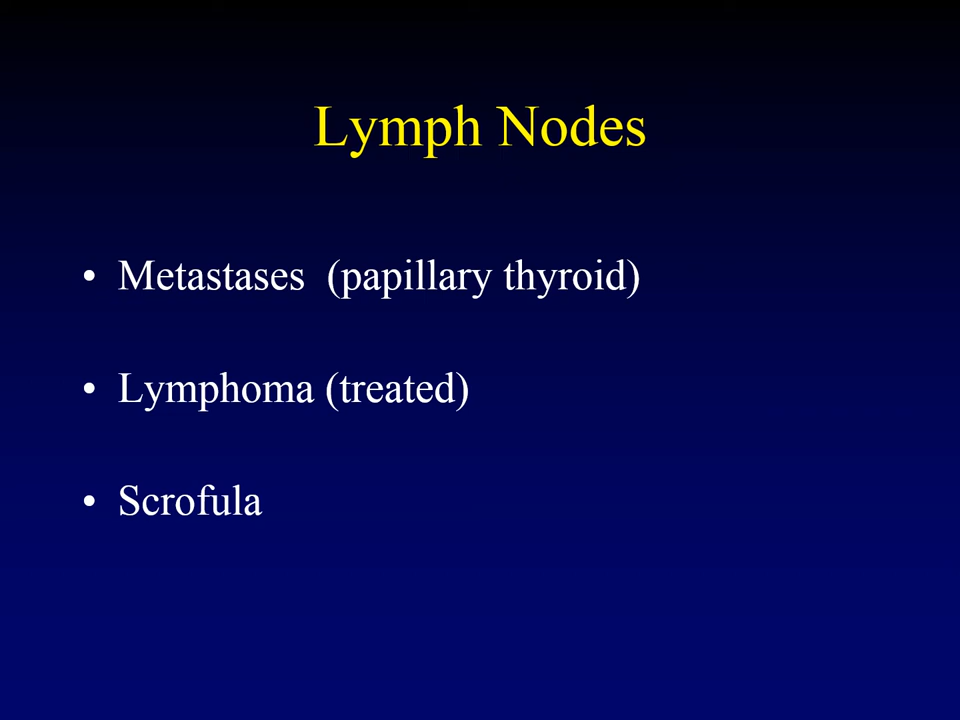 Lymph Nodes
• Metastases  (papillary thyroid)
• Lymphoma (treated)
• Scrofula